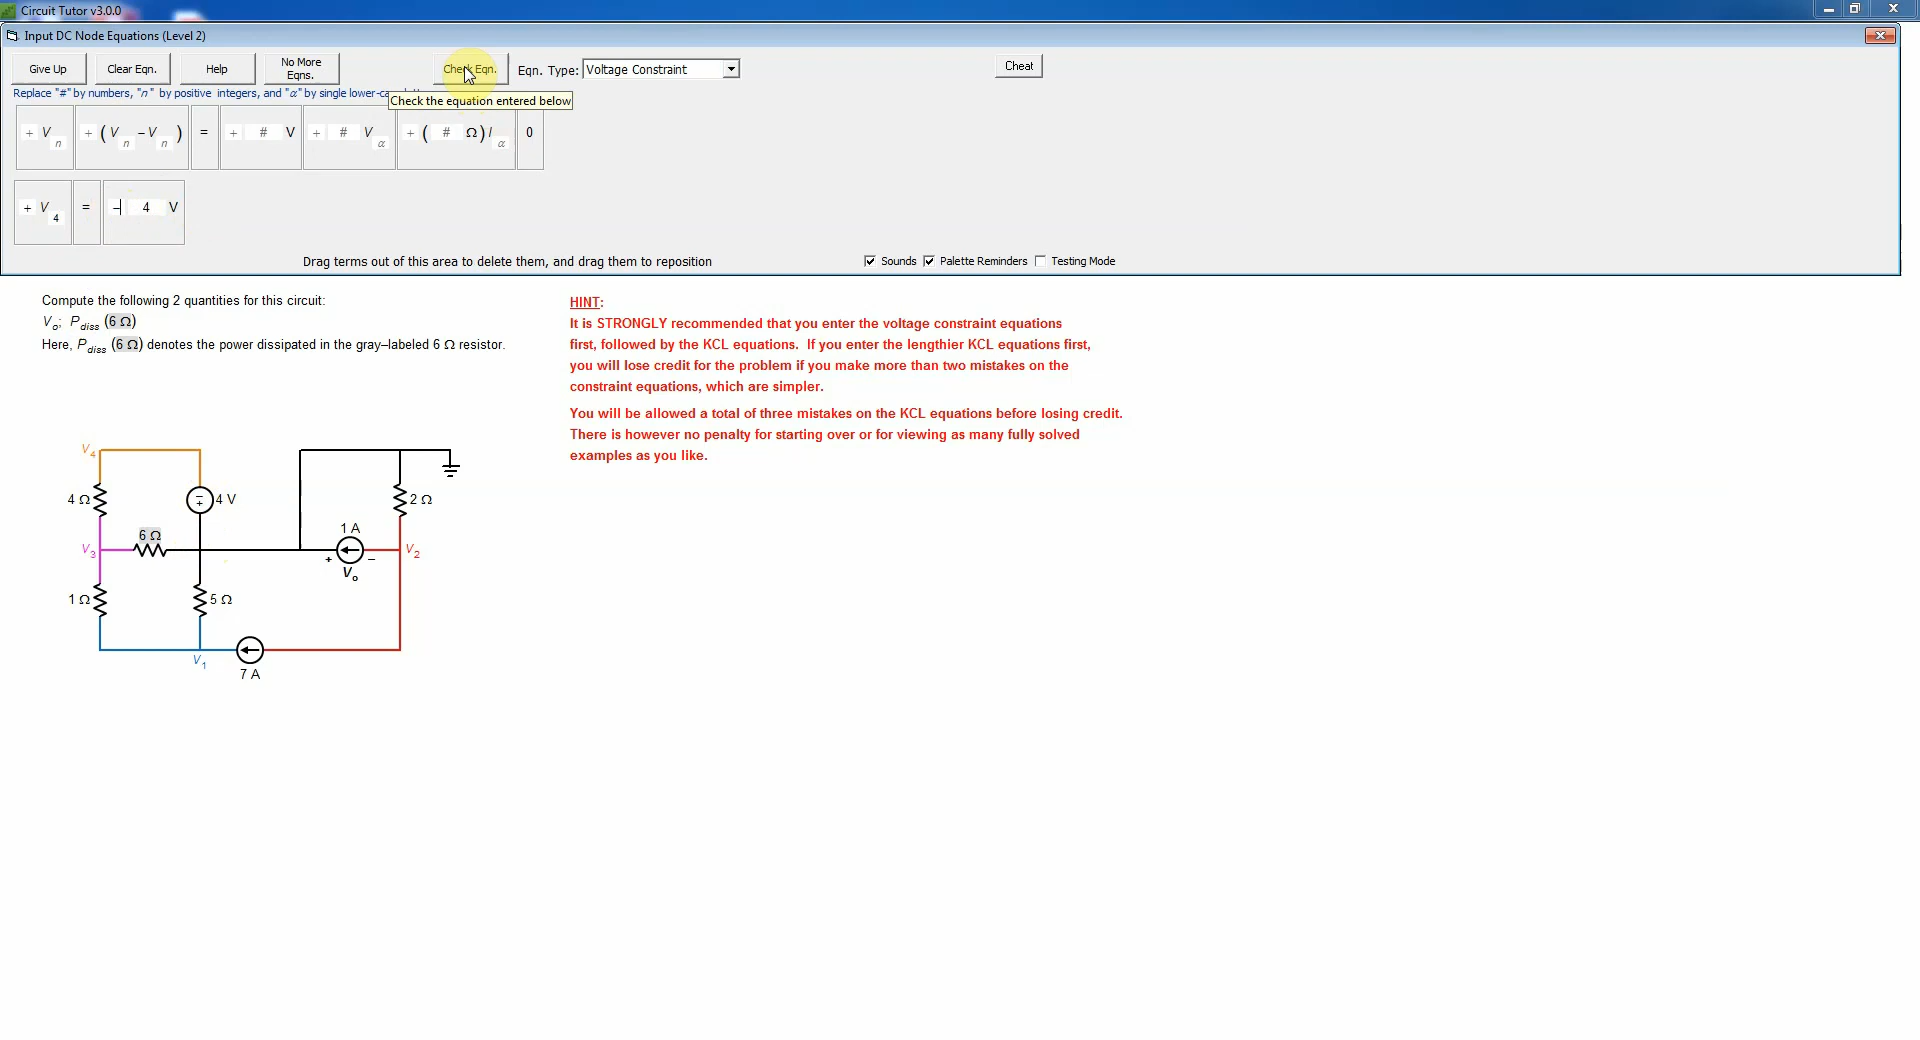 Circuit Tutor v3.0.0
Input DC Node Equations (Level 2)
Give Up
Clear Eqn.
Help
No More Eqns.
Check Eqn.
Eqn. Type:
Voltage Constraint
Cheat
Replace "#" by numbers, "n" by positive integers, and "α" by single lower-ca
Check the equation entered below
+ Vn + (Vn − Vn) = + # V + # Vα + ( # Ω) Iα 0
+ V4 = − 4 V
Drag terms out of this area to delete them, and drag them to reposition
Sounds
Palette Reminders
Testing Mode
Compute the following 2 quantities for this circuit:
Vo; Pdiss (6 Ω)
Here, Pdiss (6 Ω) denotes the power dissipated in the gray–labeled 6 Ω resistor.
HINT:
It is STRONGLY recommended that you enter the voltage constraint equations
first, followed by the KCL equations. If you enter the lengthier KCL equations first,
you will lose credit for the problem if you make more than two mistakes on the
constraint equations, which are simpler.
You will be allowed a total of three mistakes on the KCL equations before losing credit.
There is however no penalty for starting over or for viewing as many fully solved
examples as you like.
V4
4 Ω
− +
4 V
2 Ω
1 A
6 Ω
V3
V2
+ −
Vo
1 Ω
5 Ω
V1
7 A